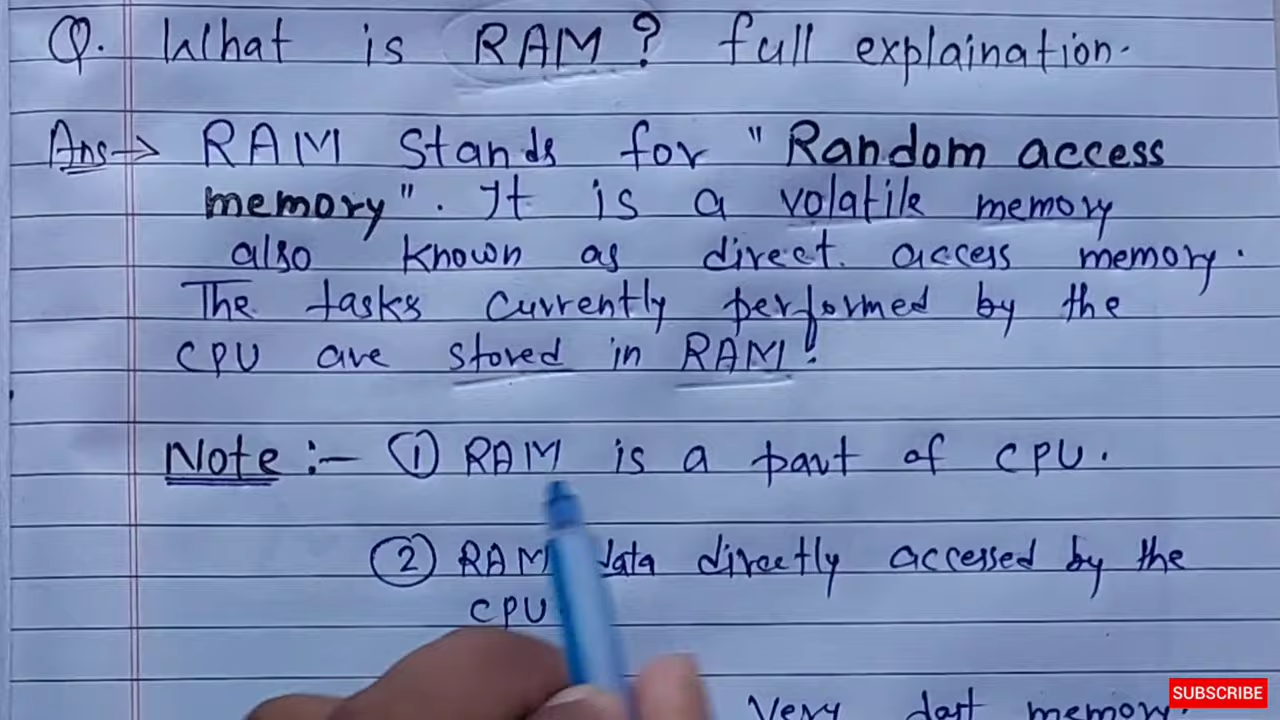 Q. What is RAM? full explaination.
Ans→ RAM stands for "Random access
memory". It is a volatile memory
also known as direct access memory.
The tasks currently performed by the
CPU are stored in RAM.
Note :- ① RAM is a part of CPU.
② RAM data directly accessed by the
CPU
Very fast memory.
SUBSCRIBE